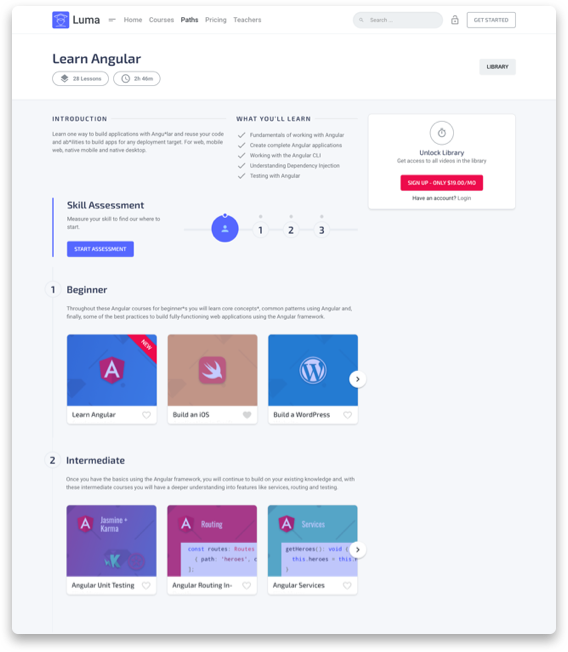 Luma Home Courses Paths Pricing Teachers Search... GET STARTED
Learn Angular
28 Lessons 2h 46m
LIBRARY
INTRODUCTION
Learn one way to build applications with Angu*lar and reuse your code
and ab*ilities to build apps for any deployment target. For web, mobile
web, native mobile and native desktop.
WHAT YOU'LL LEARN
Fundamentals of working with Angular
Create complete Angular applications
Working with the Angular CLI
Understanding Dependency Injection
Testing with Angular
Unlock Library
Get access to all videos in the library
SIGN UP - ONLY $19.00/MO
Have an account? Login
Skill Assessment
Measure your skill to find our where to
start.
START ASSESSMENT
1 2 3
1 Beginner
Throughout these Angular courses for beginner*s you will learn core concepts*, common patterns using Angular and,
finally, some of the best practices to build fully-functioning web applications using the Angular framework.
NEW
Learn Angular
Build an iOS
Build a WordPress
2 Intermediate
Once you have the basics using the Angular framework, you will continue to build on your existing knowledge and, with
these intermediate courses you will have a deeper understanding into features like services, routing and testing.
Jasmine +
Karma
Angular Unit Testing
Routing
const routes: Routes
{ path: 'heroes', c
];
Angular Routing In-
Services
getHeroes(): void {
this.heroes = this.
}
Angular Services